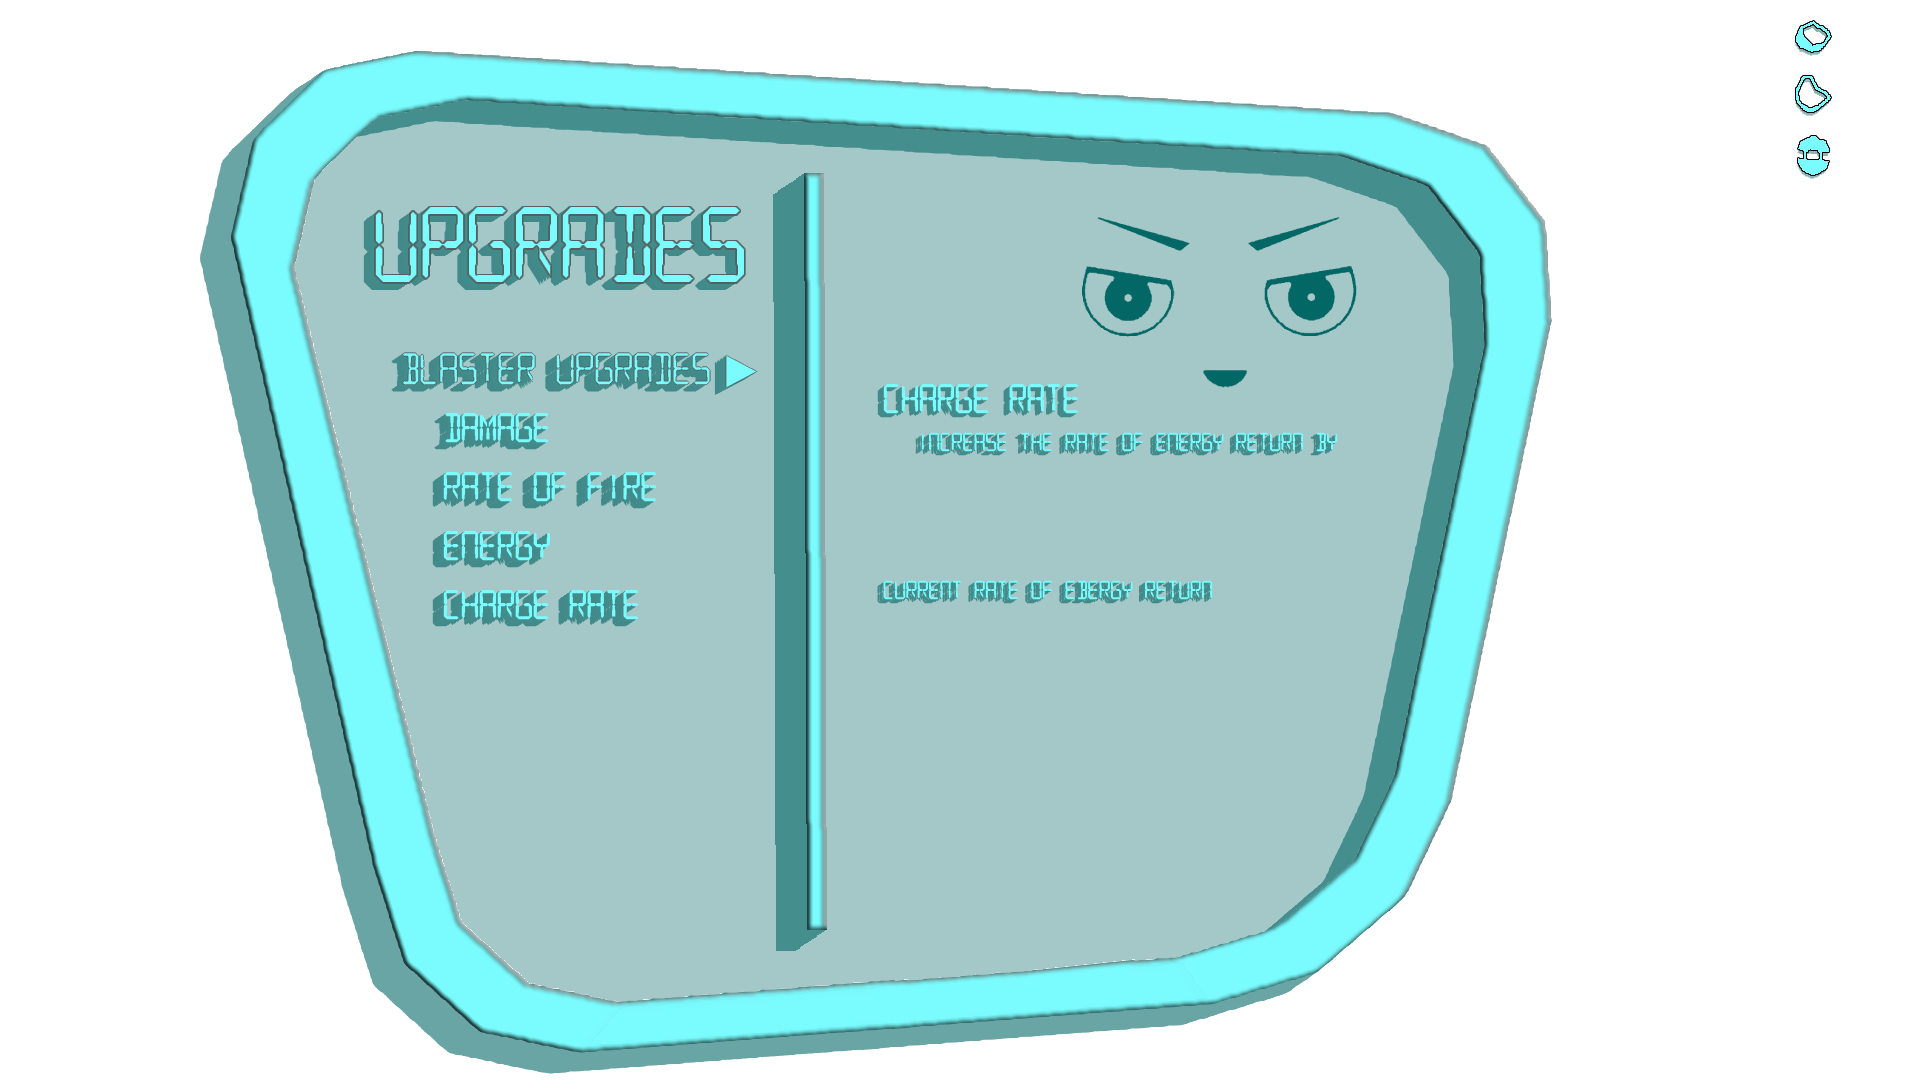 UPGRADES
BLASTER UPGRADES
DAMAGE
RATE OF FIRE
ENERGY
CHARGE RATE
CHARGE RATE
INCREASE THE RATE OF ENERGY RETURN BY
CURRENT RATE OF EBERGY RETURN